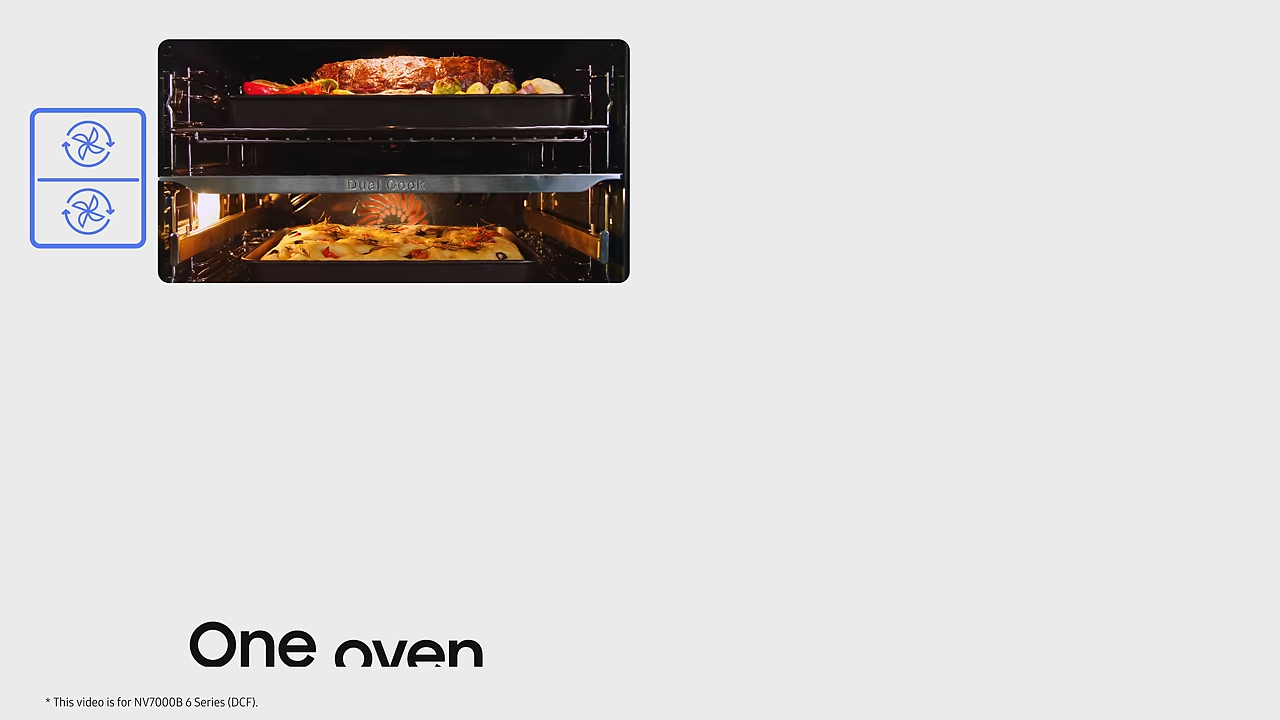 Dual Cook
One oven
* This video is for NV7000B 6 Series (DCF).